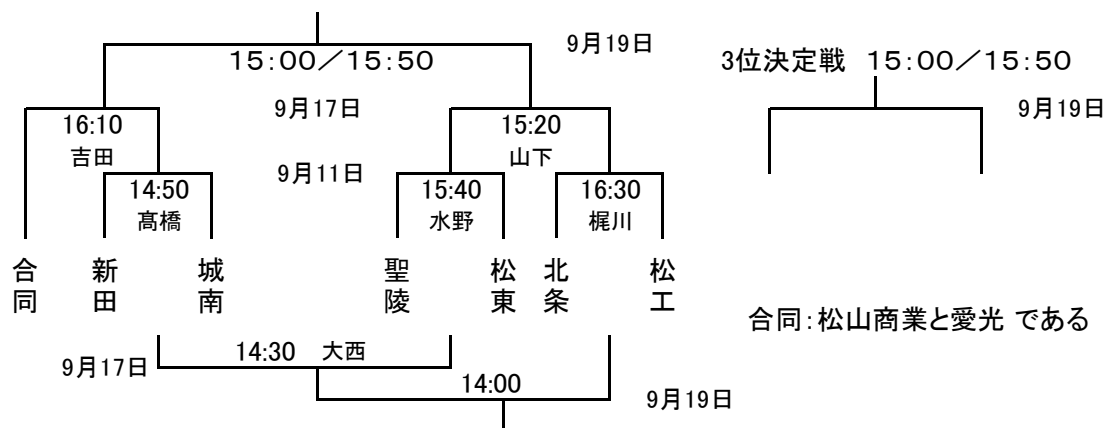 9月19日
15:00／15:50
3位決定戦 15:00／15:50
9月17日
9月19日
16:10
吉田
15:20
山下
9月11日
14:50
髙橋
15:40
水野
16:30
梶川
合同
新田
城南
聖陵
松東
北条
松工
合同：松山商業と愛光 である
14:30 大西
9月17日
14:00
9月19日